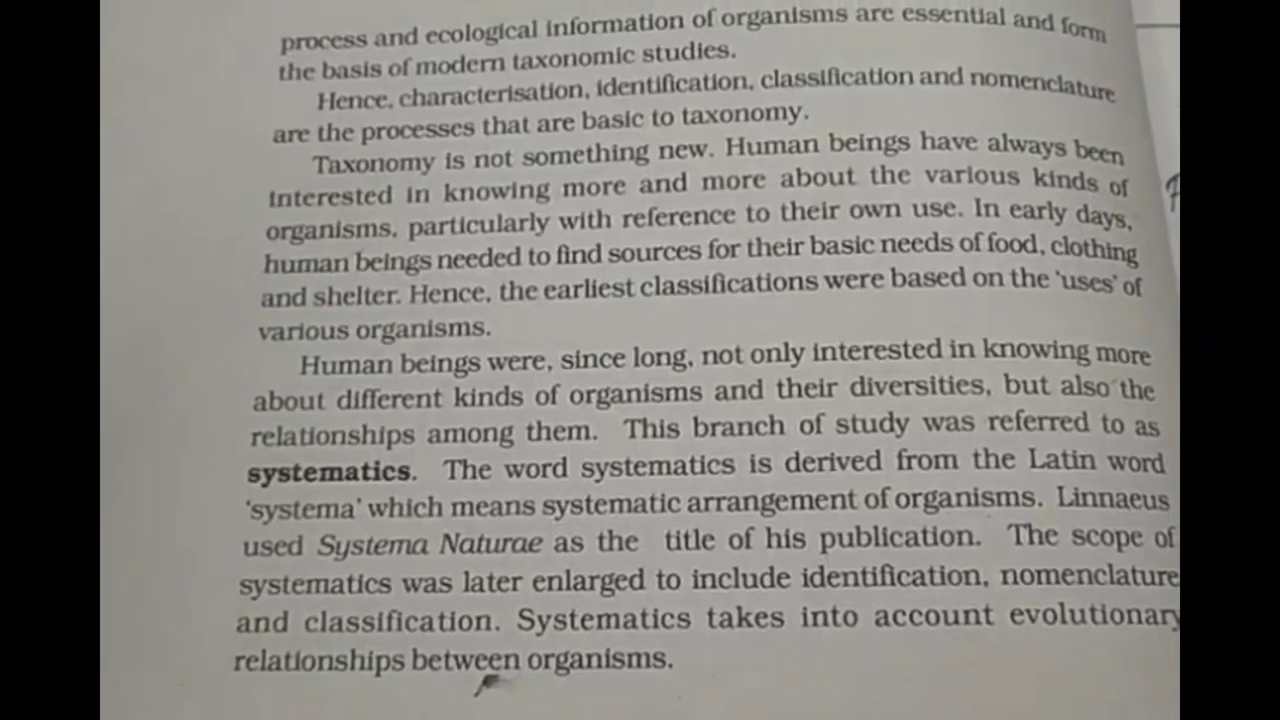 process and ecological information of organisms are essential and form
the basis of modern taxonomic studies.
Hence, characterisation, identification, classification and nomenclature
are the processes that are basic to taxonomy.
Taxonomy is not something new. Human beings have always been
interested in knowing more and more about the various kinds of
organisms, particularly with reference to their own use. In early days,
human beings needed to find sources for their basic needs of food, clothing
and shelter. Hence, the earliest classifications were based on the ‘uses’ of
various organisms.
Human beings were, since long, not only interested in knowing more
about different kinds of organisms and their diversities, but also the
relationships among them. This branch of study was referred to as
systematics. The word systematics is derived from the Latin word
‘systema’ which means systematic arrangement of organisms. Linnaeus
used Systema Naturae as the title of his publication. The scope of
systematics was later enlarged to include identification, nomenclature
and classification. Systematics takes into account evolutionary
relationships between organisms.